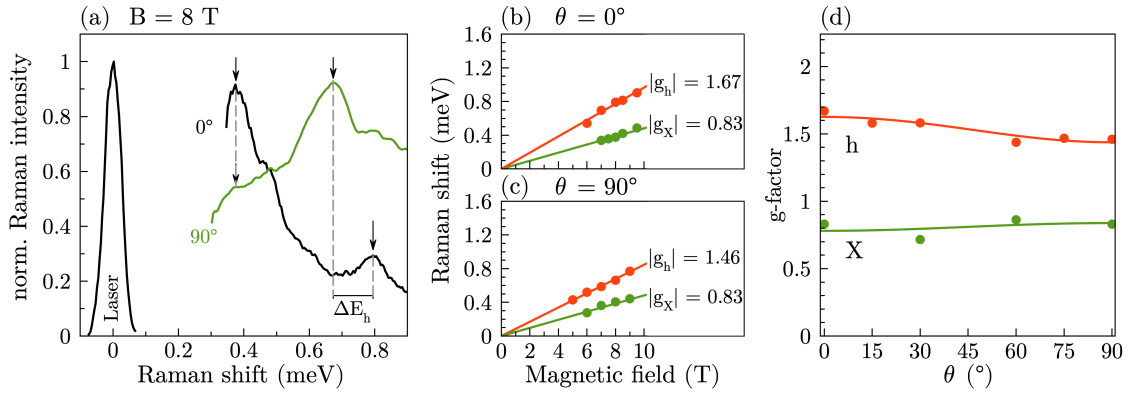 (a) B = 8 T
norm. Raman intensity
1
0.8
0.6
0.4
0.2
0
Laser
0°
90°
ΔE_h
0 0.2 0.4 0.6 0.8
Raman shift (meV)
(b) θ = 0°
1.6
1.2
0.8
0.4
0
|g_h| = 1.67
|g_X| = 0.83
Raman shift (meV)
(c) θ = 90°
1.6
1.2
0.8
0.4
0
|g_h| = 1.46
|g_X| = 0.83
0 2 4 6 8 10
Magnetic field (T)
(d)
g-factor
2
1.5
1
0.5
0
h
X
0 15 30 45 60 75 90
θ (°)